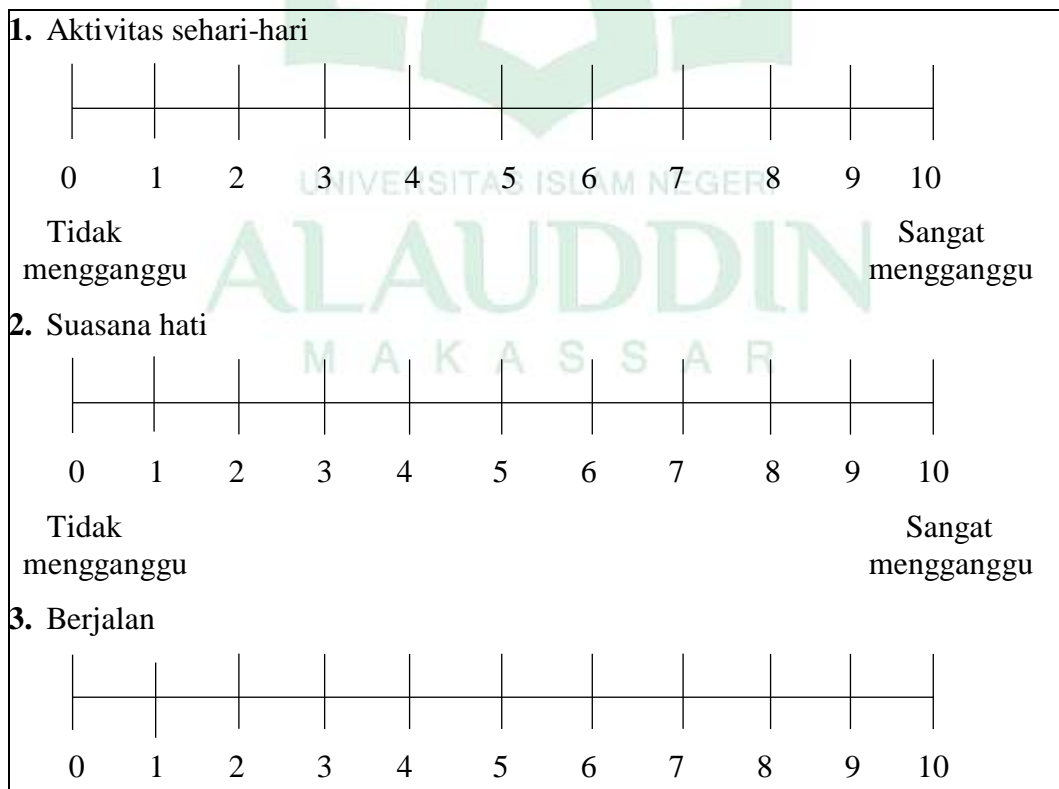 1. Aktivitas sehari-hari
0 1 2 3 4 5 6 7 8 9 10
UNIVERSITAS ISLAM NEGERI
Tidak mengganggu
Sangat mengganggu
ALAUDDIN
2. Suasana hati
MAKASSAR
0 1 2 3 4 5 6 7 8 9 10
Tidak mengganggu
Sangat mengganggu
3. Berjalan
0 1 2 3 4 5 6 7 8 9 10